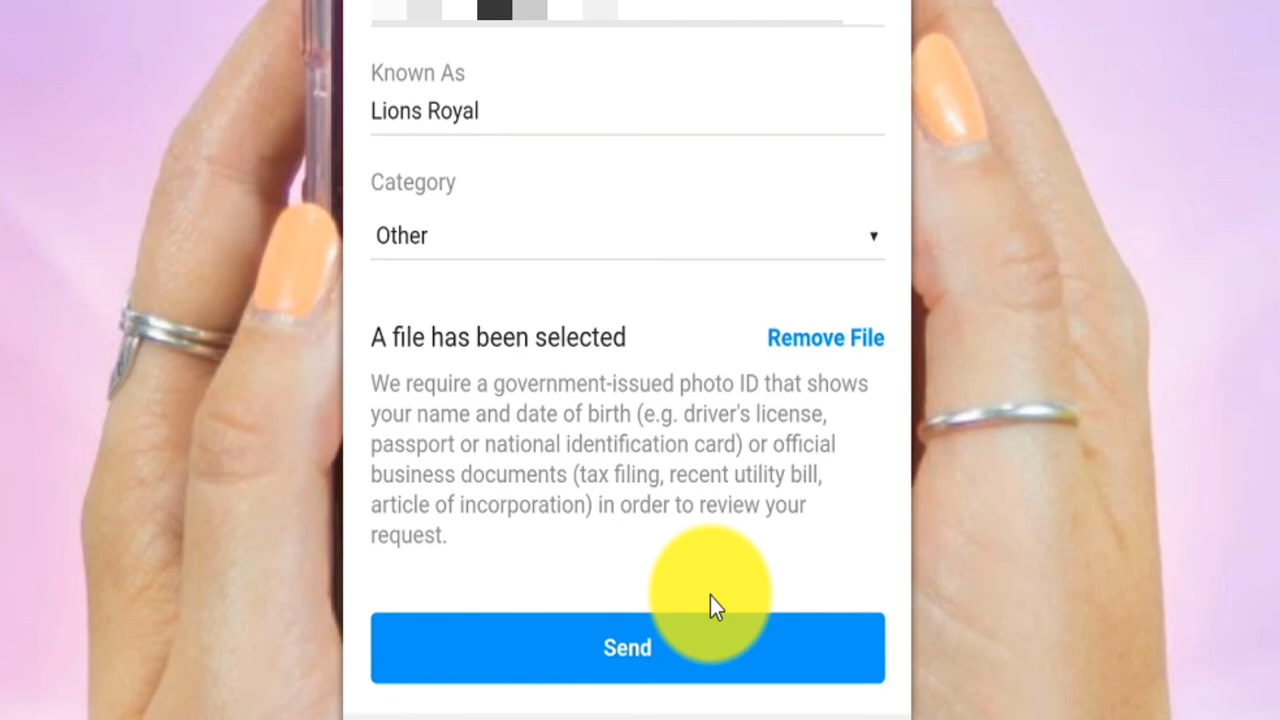 Known As
Lions Royal
Category
Other
A file has been selected
Remove File
We require a government-issued photo ID that shows
your name and date of birth (e.g. driver's license,
passport or national identification card) or official
business documents (tax filing, recent utility bill,
article of incorporation) in order to review your
request.
Send